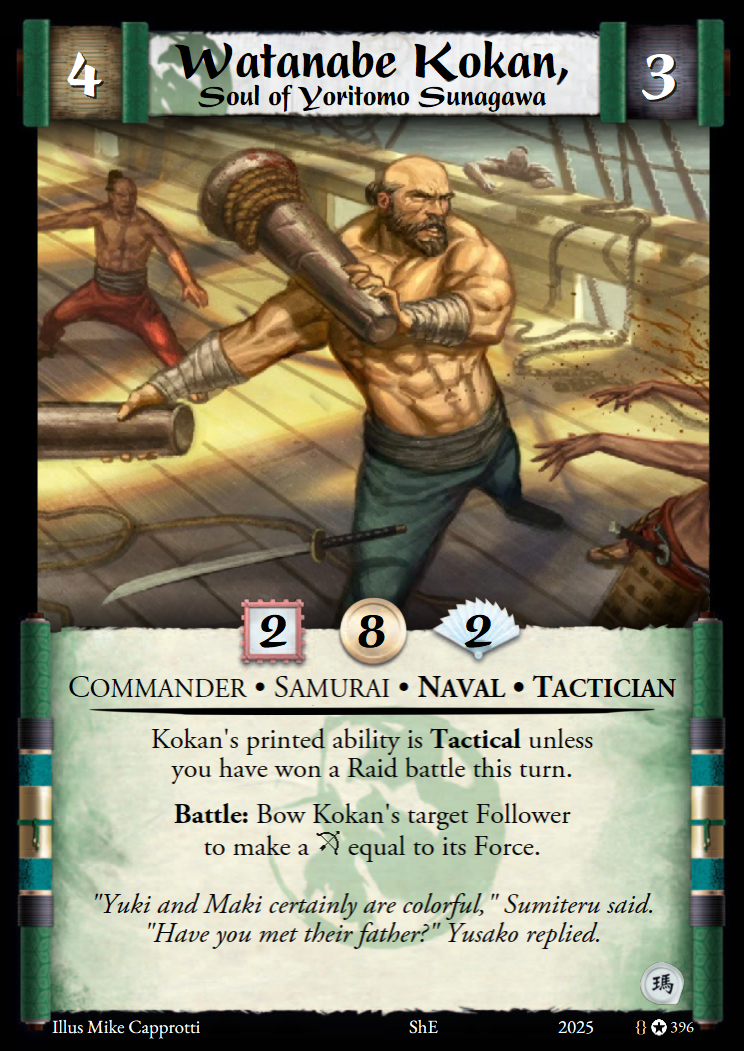 4
Watanabe Kokan,
3
Soul of Yoritomo Sunagawa
2
8
2
COMMANDER • SAMURAI • NAVAL • TACTICIAN
Kokan's printed ability is Tactical unless
you have won a Raid battle this turn.
Battle: Bow Kokan's target Follower
to make a equal to its Force.
"Yuki and Maki certainly are colorful," Sumiteru said.
"Have you met their father?" Yusako replied.
瑪
Illus Mike Capprotti ShE 2025 {} ✪ 396